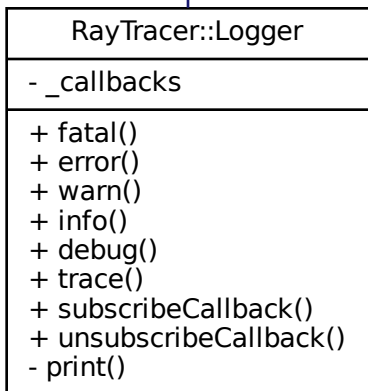 RayTracer::Logger
- _callbacks
+ fatal()
+ error()
+ warn()
+ info()
+ debug()
+ trace()
+ subscribeCallback()
+ unsubscribeCallback()
- print()